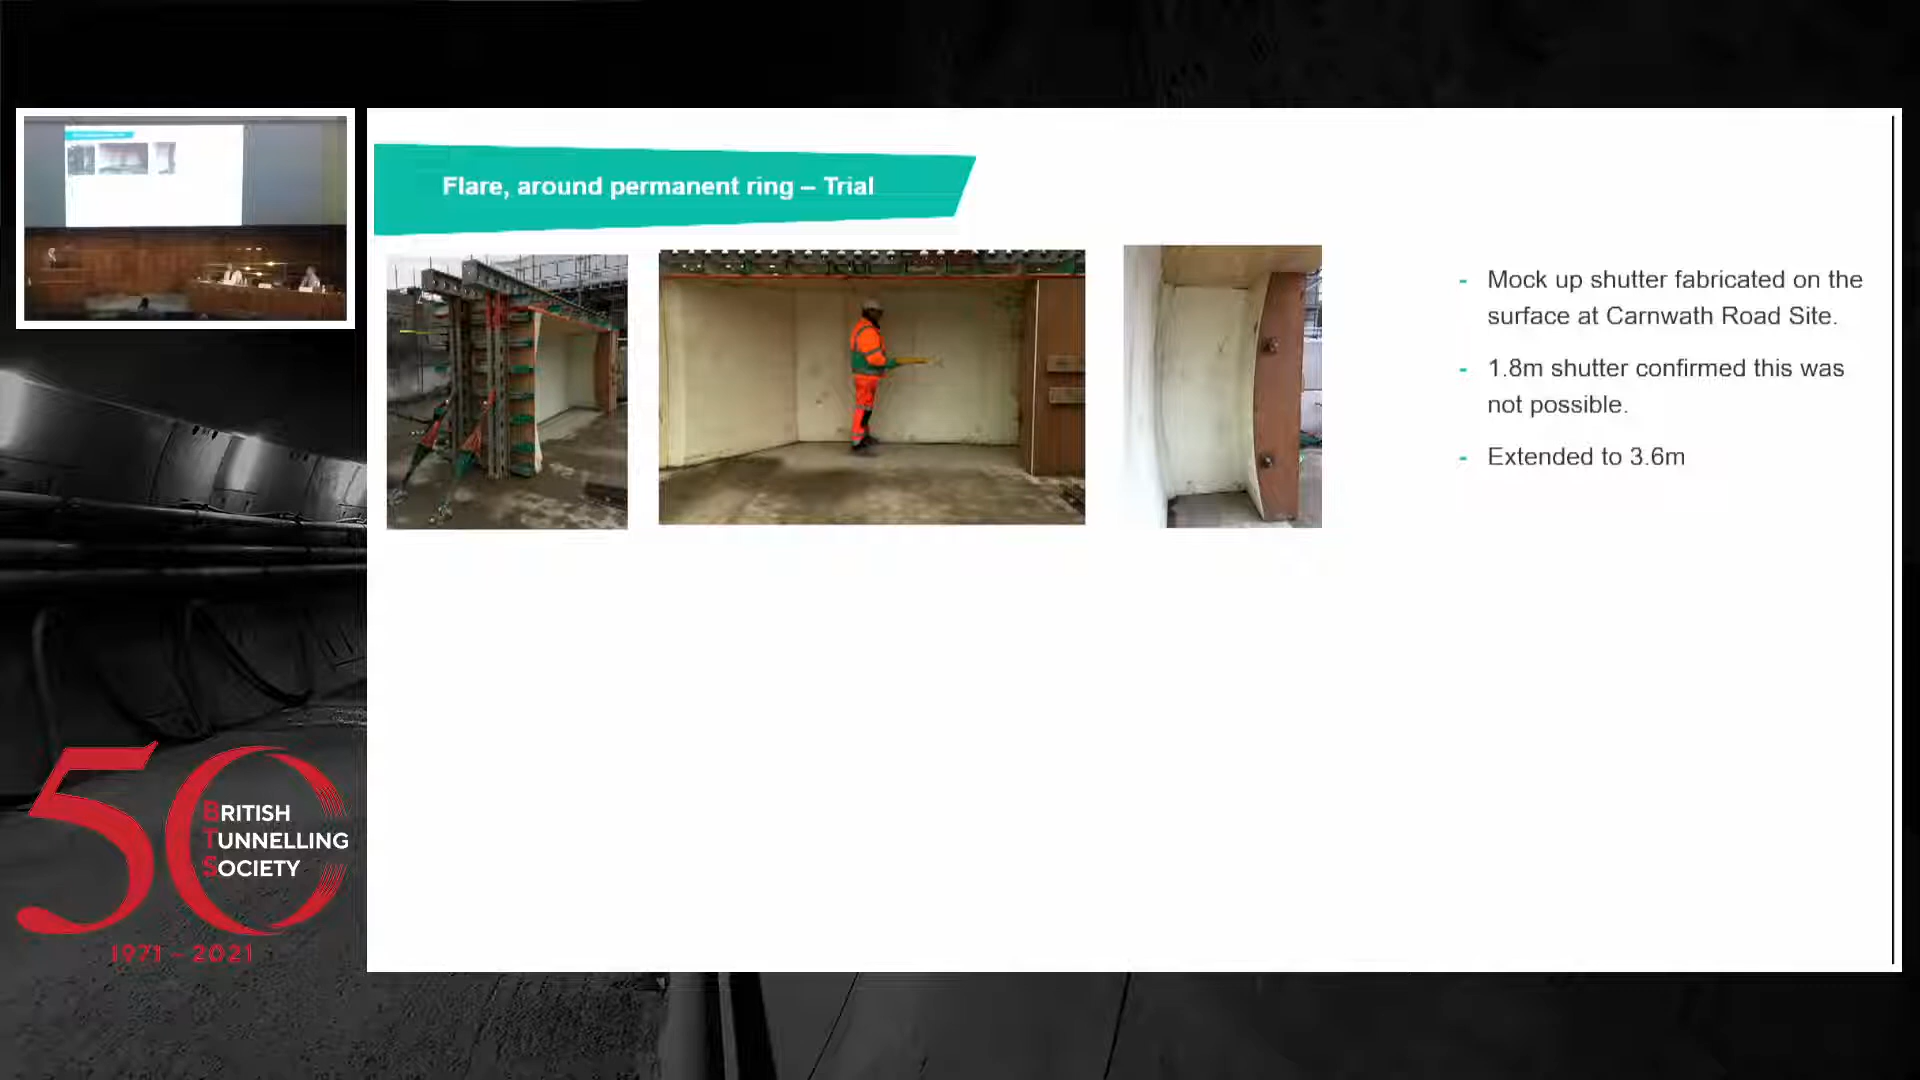 Flare, around permanent ring – Trial
- Mock up shutter fabricated on the
surface at Carnwath Road Site.
- 1.8m shutter confirmed this was
not possible.
- Extended to 3.6m
50
BRITISH
TUNNELLING
SOCIETY
1971 – 2021